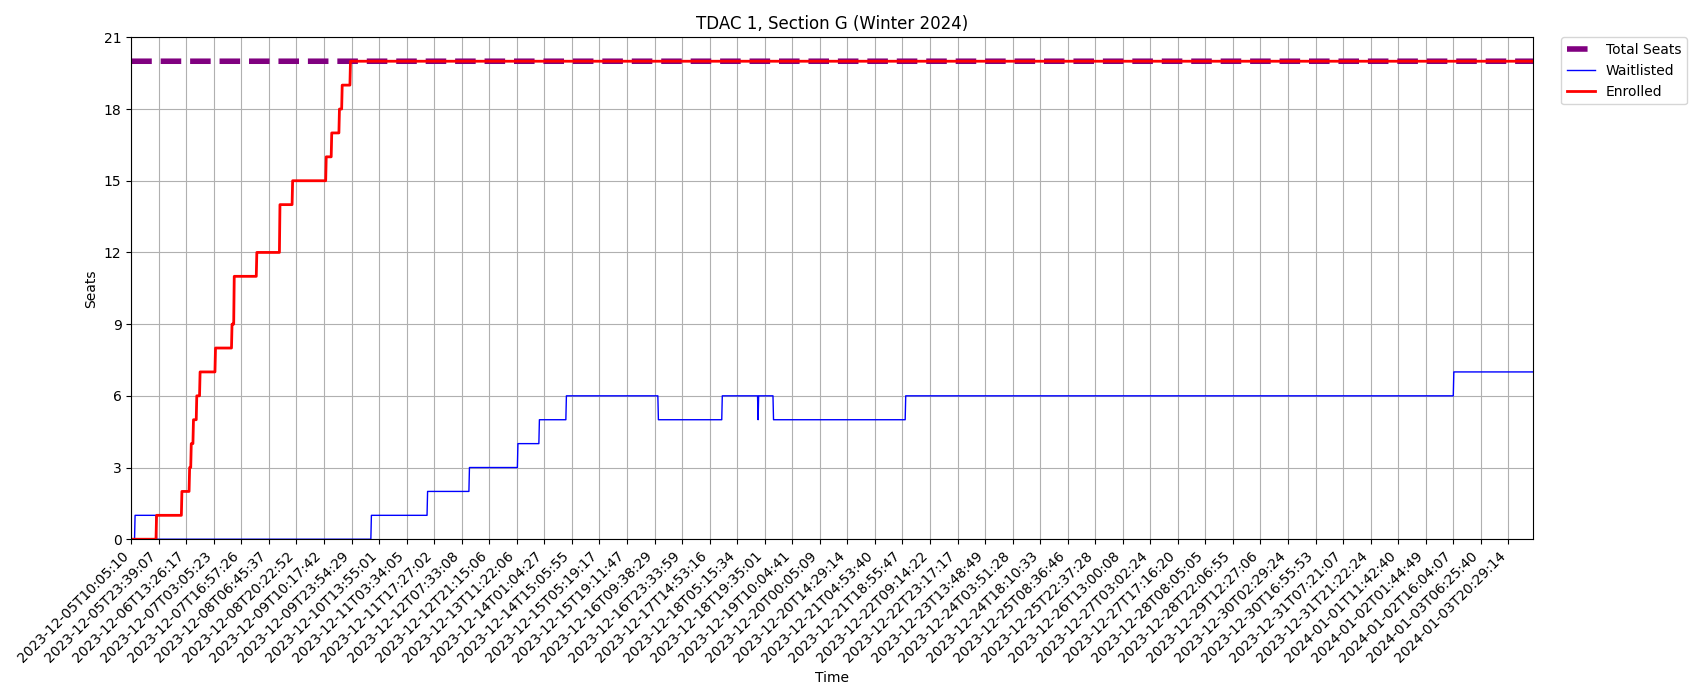 TDAC 1, Section G (Winter 2024)
Total Seats
Waitlisted
Enrolled
Seats
21
18
15
12
9
6
3
0
2023-12-05T10:05:10
2023-12-05T23:39:07
2023-12-06T13:26:17
2023-12-07T03:05:23
2023-12-07T16:57:26
2023-12-08T06:45:37
2023-12-08T20:22:52
2023-12-09T10:17:42
2023-12-09T23:54:29
2023-12-10T13:55:01
2023-12-11T03:34:05
2023-12-11T17:27:02
2023-12-12T07:33:08
2023-12-12T21:15:06
2023-12-13T11:22:06
2023-12-14T01:04:27
2023-12-14T15:05:55
2023-12-15T05:19:17
2023-12-15T19:11:47
2023-12-16T09:38:29
2023-12-16T23:33:59
2023-12-17T14:53:16
2023-12-18T05:15:34
2023-12-18T19:35:01
2023-12-19T10:04:41
2023-12-20T00:05:09
2023-12-20T14:29:14
2023-12-21T04:53:40
2023-12-21T18:55:47
2023-12-22T09:14:22
2023-12-22T23:17:17
2023-12-23T13:48:49
2023-12-24T03:51:28
2023-12-24T18:10:33
2023-12-25T08:36:46
2023-12-25T22:37:28
2023-12-26T13:00:08
2023-12-27T03:02:24
2023-12-27T17:16:20
2023-12-28T08:05:05
2023-12-28T22:06:55
2023-12-29T12:27:06
2023-12-30T02:29:24
2023-12-30T16:55:53
2023-12-31T07:21:07
2023-12-31T21:22:24
2024-01-01T11:42:40
2024-01-02T01:44:49
2024-01-02T16:04:07
2024-01-03T06:25:40
2024-01-03T20:29:14
Time